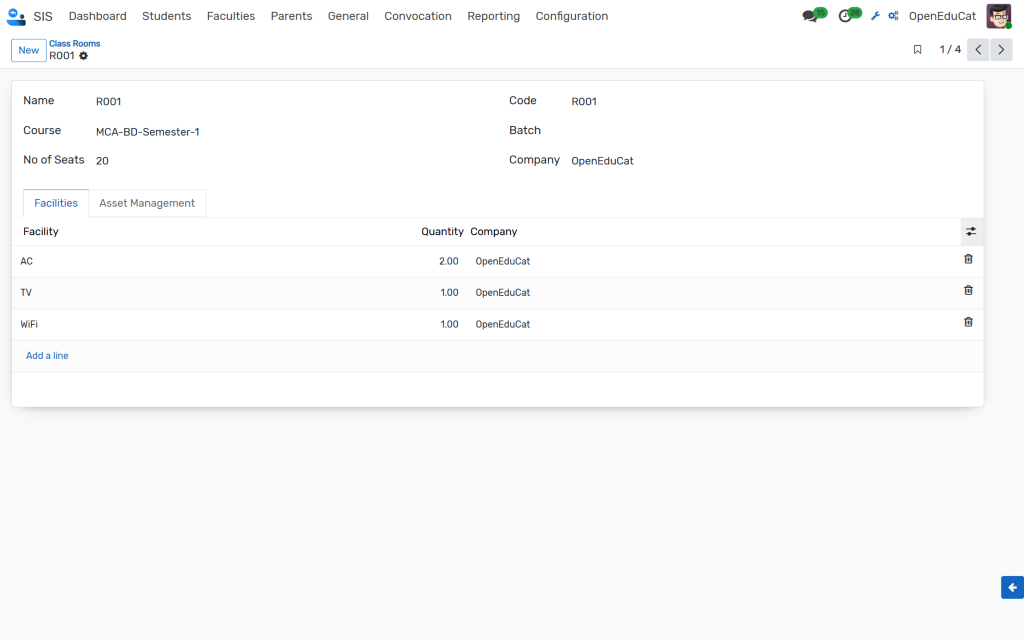 SIS Dashboard Students Faculties Parents General Convocation Reporting Configuration 15 28 OpenEduCat
New Class Rooms
R001 1 / 4
Name R001 Code R001
Course MCA-BD-Semester-1 Batch
No of Seats 20 Company OpenEduCat
Facilities Asset Management
Facility Quantity Company
AC 2.00 OpenEduCat
TV 1.00 OpenEduCat
WiFi 1.00 OpenEduCat
Add a line